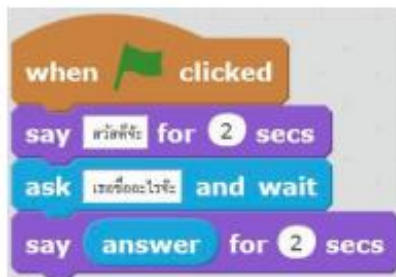 when clicked
say สวัสดีจ้ะ for 2 secs
ask เธอชื่ออะไรจ๊ะ and wait
say answer for 2 secs